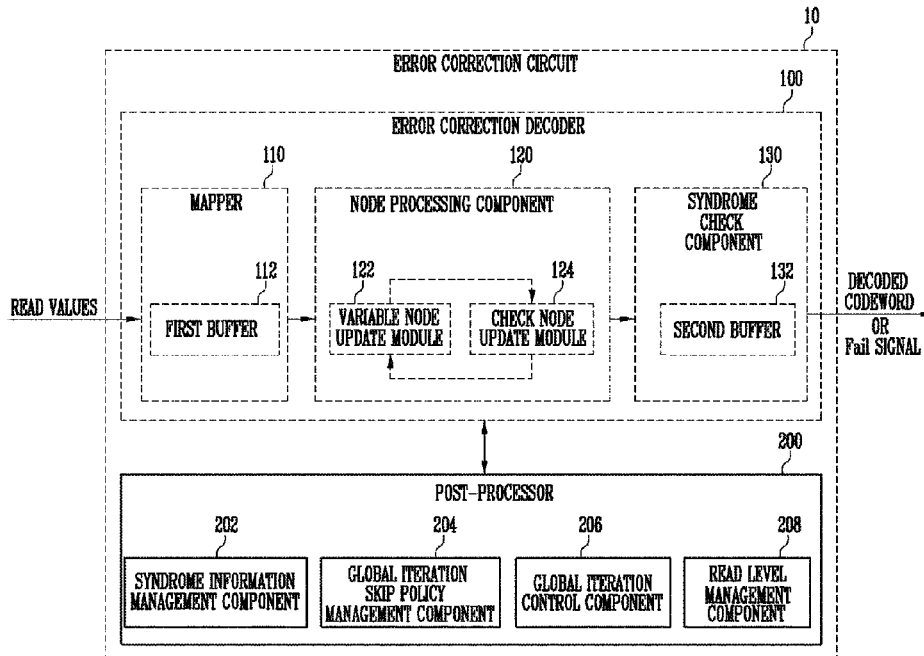 10
ERROR CORRECTION CIRCUIT
100
ERROR CORRECTION DECODER
110
120
130
MAPPER
NODE PROCESSING COMPONENT
SYNDROME
CHECK
COMPONENT
112
122
124
132
READ VALUES
FIRST BUFFER
VARIABLE NODE
UPDATE MODULE
CHECK NODE
UPDATE MODULE
SECOND BUFFER
DECODED
CODEWORD
OR
Fail SIGNAL
200
POST-PROCESSOR
202
204
206
208
SYNDROME INFORMATION
MANAGEMENT COMPONENT
GLOBAL ITERATION
SKIP POLICY
MANAGEMENT COMPONENT
GLOBAL ITERATION
CONTROL COMPONENT
READ LEVEL
MANAGEMENT
COMPONENT